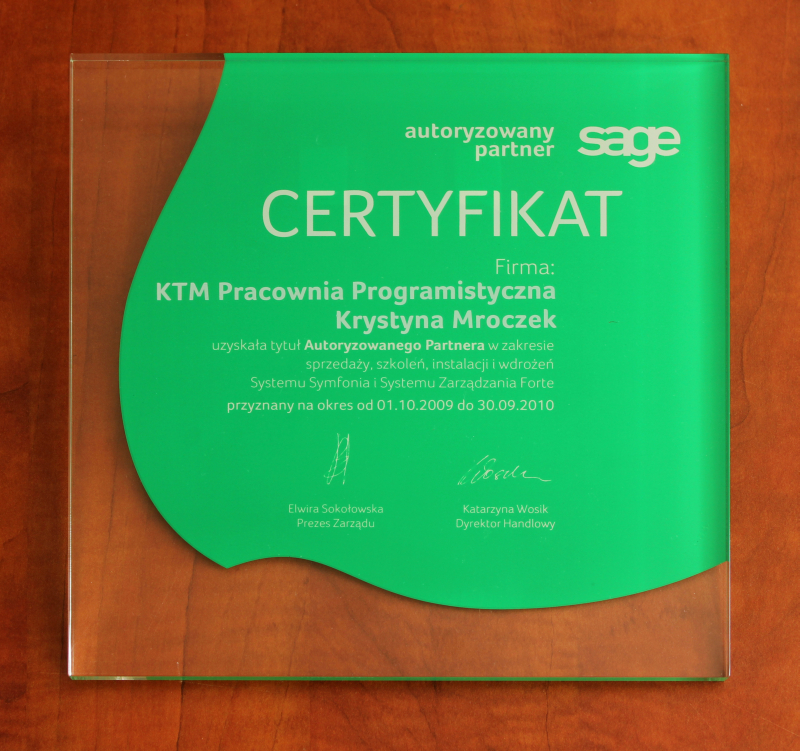 autoryzowany
partner
sage
CERTYFIKAT
Firma:
KTM Pracownia Programistyczna
Krystyna Mroczek
uzyskała tytuł Autoryzowanego Partnera w zakresie
sprzedaży, szkoleń, instalacji i wdrożeń
Systemu Symfonia i Systemu Zarządzania Forte
przyznany na okres od 01.10.2009 do 30.09.2010
Elwira Sokołowska
Prezes Zarządu
Wosik
Katarzyna Wosik
Dyrektor Handlowy